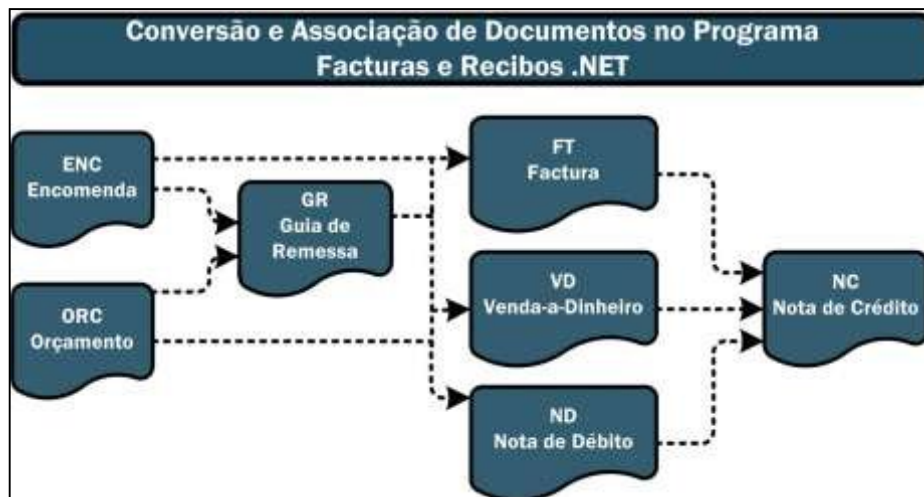 Conversão e Associação de Documentos no Programa
Facturas e Recibos .NET
ENC
Encomenda
ORC
Orçamento
GR
Guia de
Remessa
FT
Factura
VD
Venda-a-Dinheiro
ND
Nota de Débito
NC
Nota de Crédito